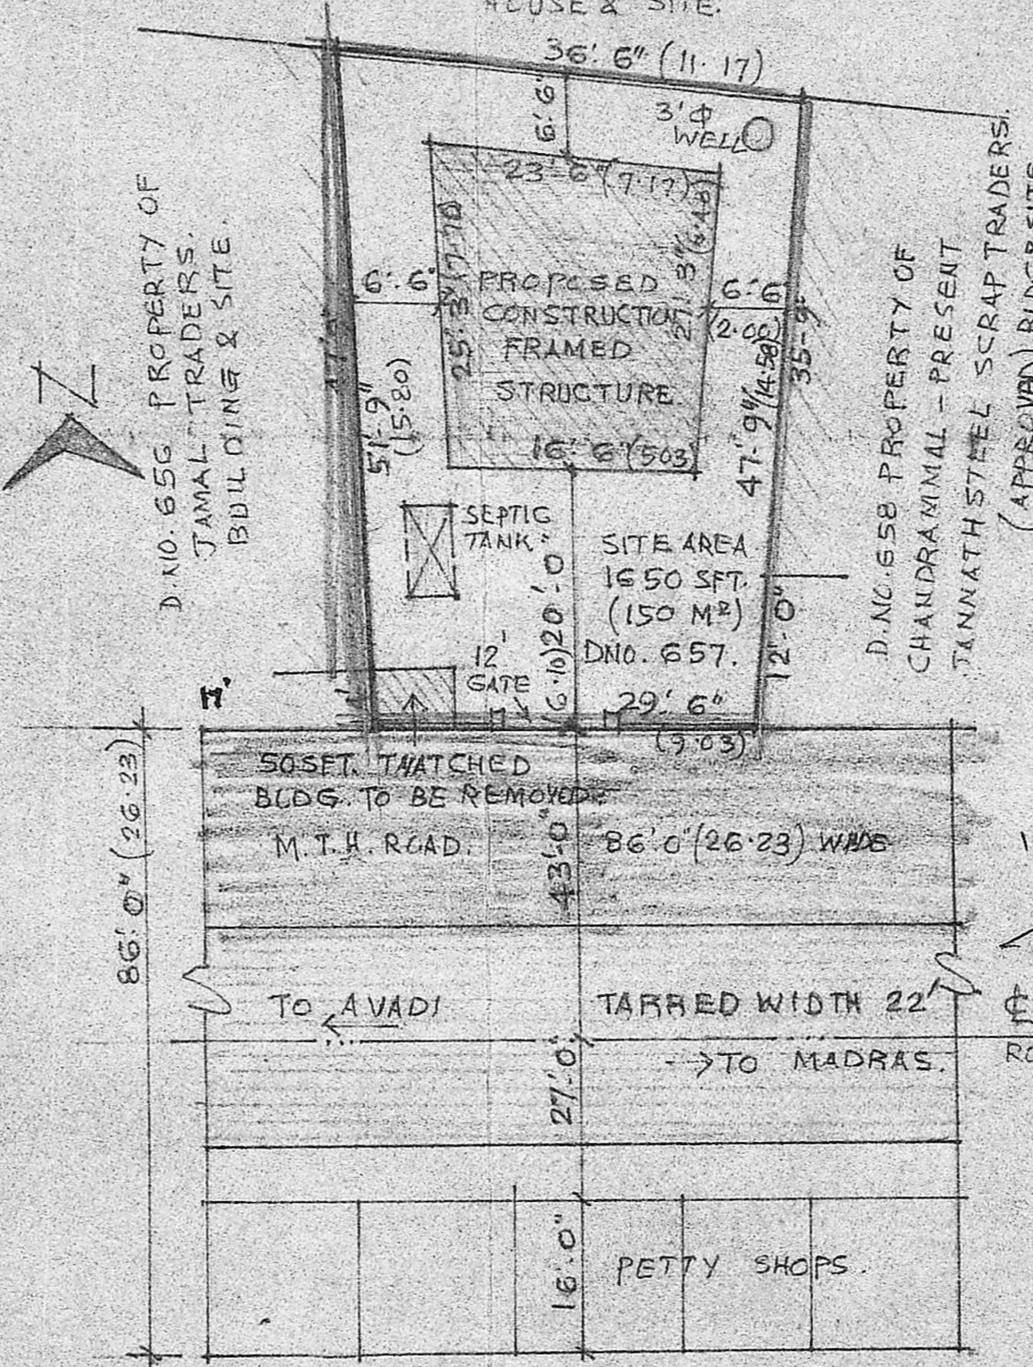 HOUSE & SITE.
36'. 6" (11.17)
6'. 6"
3' Φ
WELL
23'-6" (7.17)
25'. 3" (7.70)
21'. 3" (6.48)
6'. 6"
PROPOSED
CONSTRUCTION
FRAMED
STRUCTURE.
6'. 6"
(2.00)
35'-9"
51'-9"
(15.80)
47'-9" (14.58)
16'. 6" (503)
D.NO. 656 PROPERTY OF
JAMAL TRADERS.
BUILDING & SITE.
D.NO. 658 PROPERTY OF
CHANDRAMMAL - PRESENT
JANNATH STEEL SCRAP TRADERS.
(APPROVAD) BLDG & SITE
N
SEPTIC
TANK.
20'-0"
(6.10)
SITE AREA
1650 SFT.
(150 M²)
DNO. 657.
12'-0"
12'
GATE
29'. 6"
(9.03)
50SFT. THATCHED
BLDG. TO BE REMOVED.
M.T.H. ROAD.
86'.0" (26.23) WIDE
43'-0"
86'. 0" (26.23)
TO AVADI
TARRED WIDTH 22'
TO MADRAS.
27'-0"
16'.0"
PETTY SHOPS.